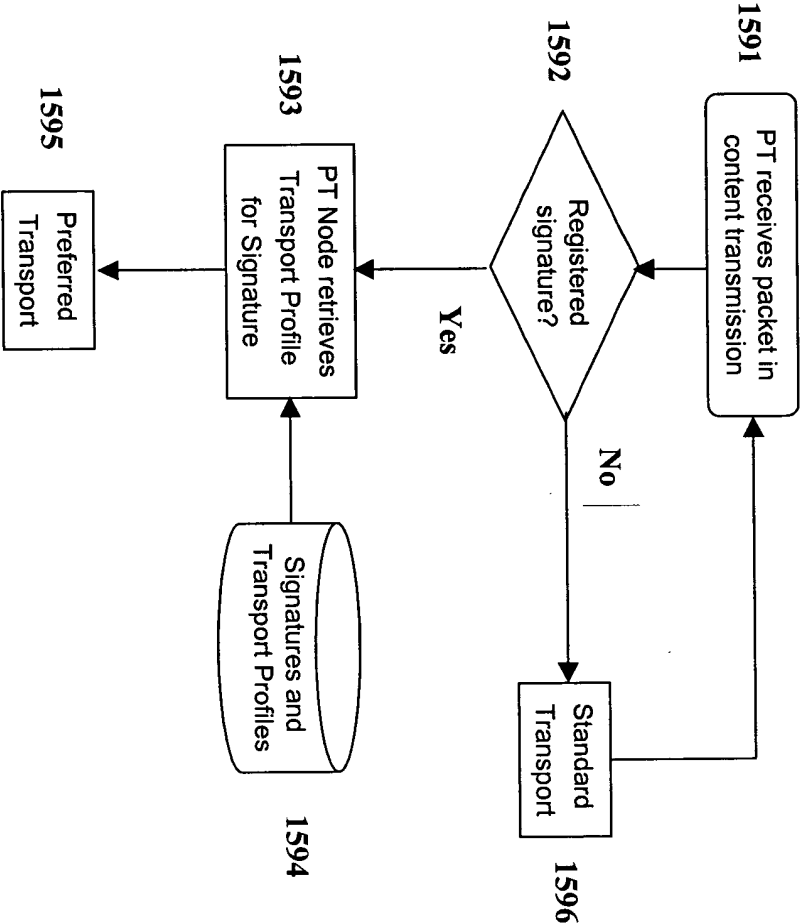 1591
PT receives packet in
content transmission
1592
Registered
signature?
No
Standard
Transport
1596
Yes
1593
PT Node retrieves
Transport Profile
for Signature
Signatures and
Transport Profiles
1594
1595
Preferred
Transport